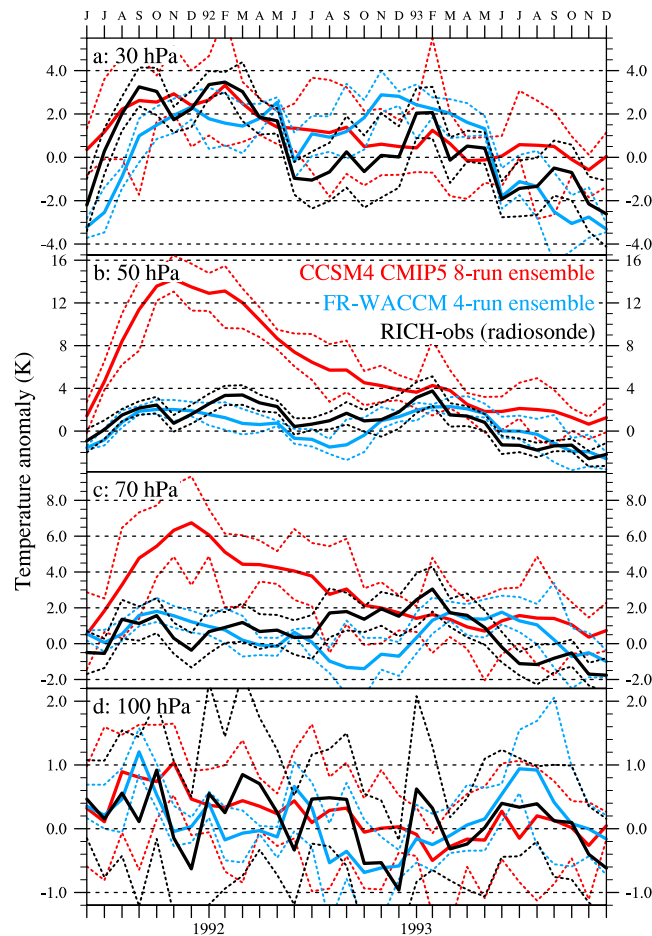 J J A S O N 92 F M A M J J A S O N 93 F M A M J J A S O N D
a: 30 hPa
4.0 4.0
2.0 2.0
0.0 0.0
−2.0 −2.0
−4.0 −4.0
b: 50 hPa
CCSM4 CMIP5 8-run ensemble
FR-WACCM 4-run ensemble
RICH-obs (radiosonde)
16 16
12 12
8 8
4 4
0 0
Temperature anomaly (K)
c: 70 hPa
8.0 8.0
6.0 6.0
4.0 4.0
2.0 2.0
0.0 0.0
−2.0 −2.0
d: 100 hPa
2.0 2.0
1.0 1.0
0.0 0.0
−1.0 −1.0
1992 1993